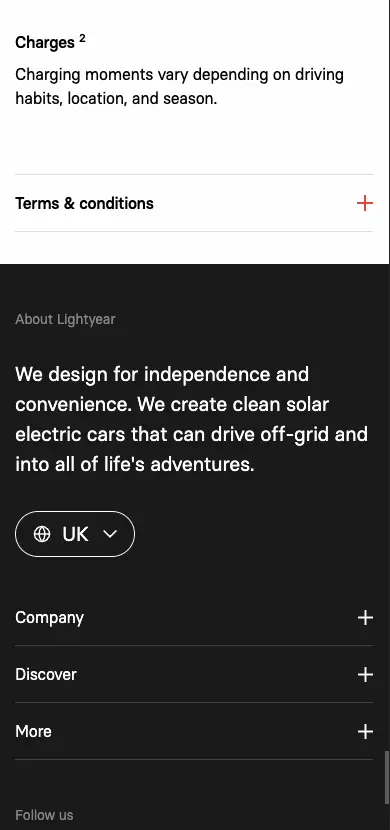 Charges 2
Charging moments vary depending on driving
habits, location, and season.
Terms & conditions
About Lightyear
We design for independence and
convenience. We create clean solar
electric cars that can drive off-grid and
into all of life's adventures.
UK
Company
Discover
More
Follow us